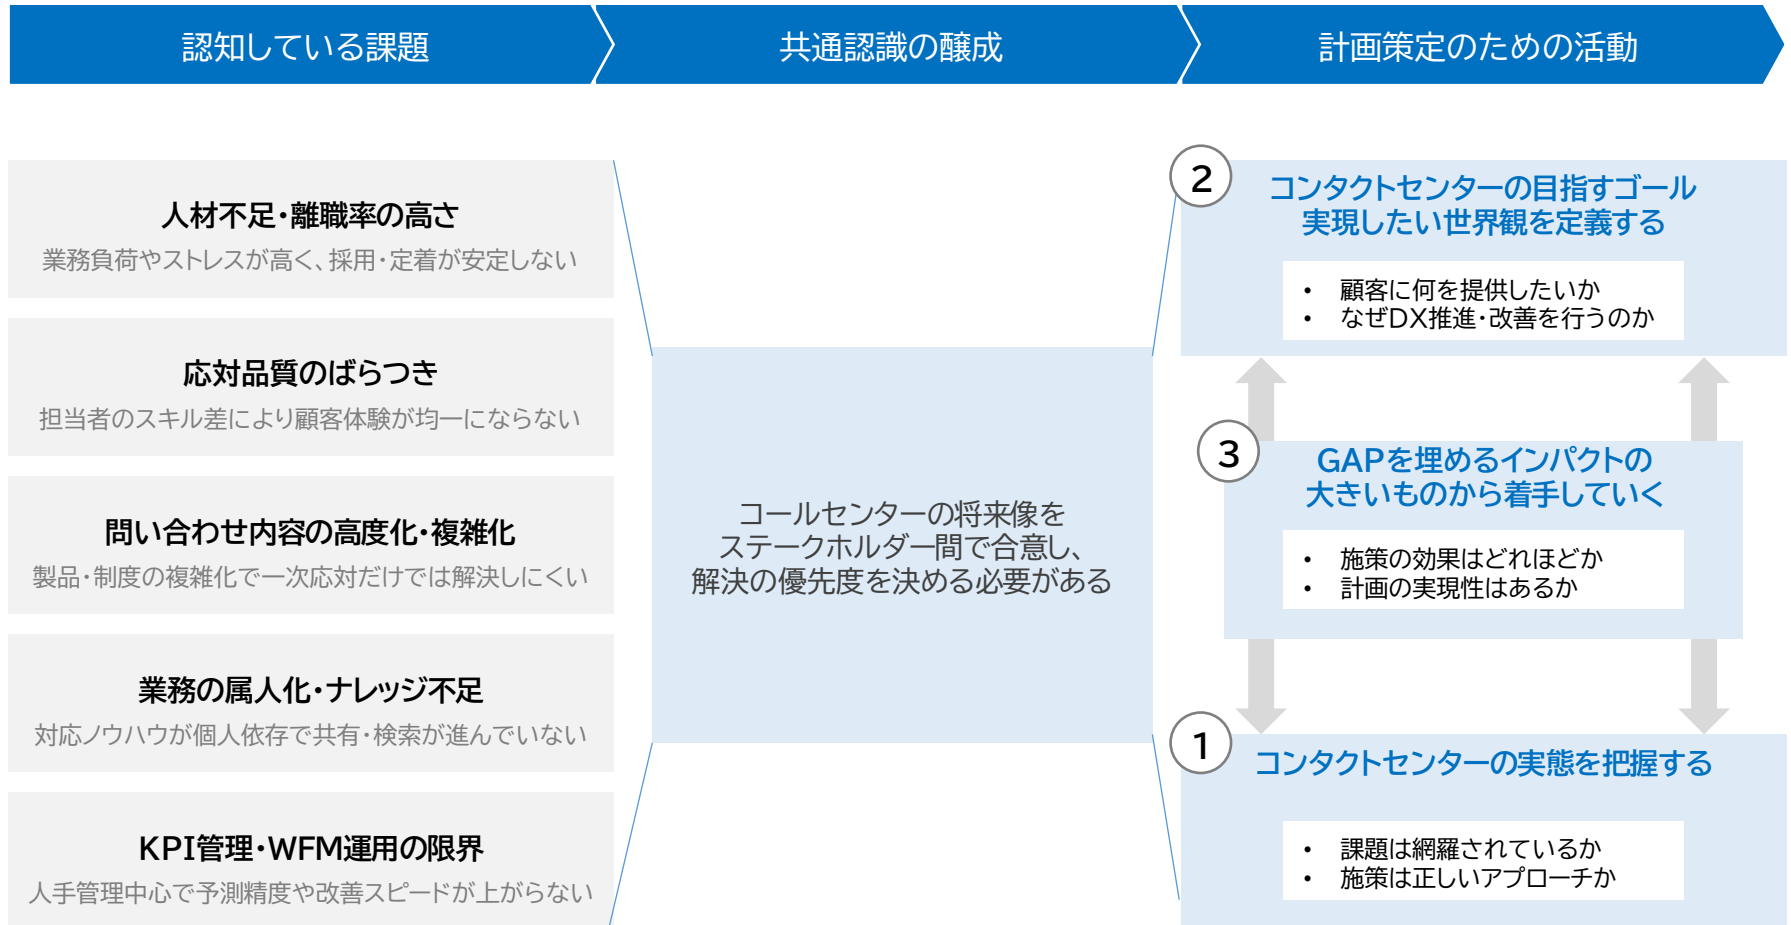 認知している課題
共通認識の醸成
計画策定のための活動
人材不足・離職率の高さ
業務負荷やストレスが高く、採用・定着が安定しない
応対品質のばらつき
担当者のスキル差により顧客体験が均一にならない
問い合わせ内容の高度化・複雑化
製品・制度の複雑化で一次応対だけでは解決しにくい
業務の属人化・ナレッジ不足
対応ノウハウが個人依存で共有・検索が進んでいない
KPI管理・WFM運用の限界
人手管理中心で予測精度や改善スピードが上がらない
コールセンターの将来像を
ステークホルダー間で合意し、
解決の優先度を決める必要がある
2
コンタクトセンターの目指すゴール
実現したい世界観を定義する
• 顧客に何を提供したいか
• なぜDX推進・改善を行うのか
3
GAPを埋めるインパクトの
大きいものから着手していく
• 施策の効果はどれほどか
• 計画の実現性はあるか
1
コンタクトセンターの実態を把握する
• 課題は網羅されているか
• 施策は正しいアプローチか